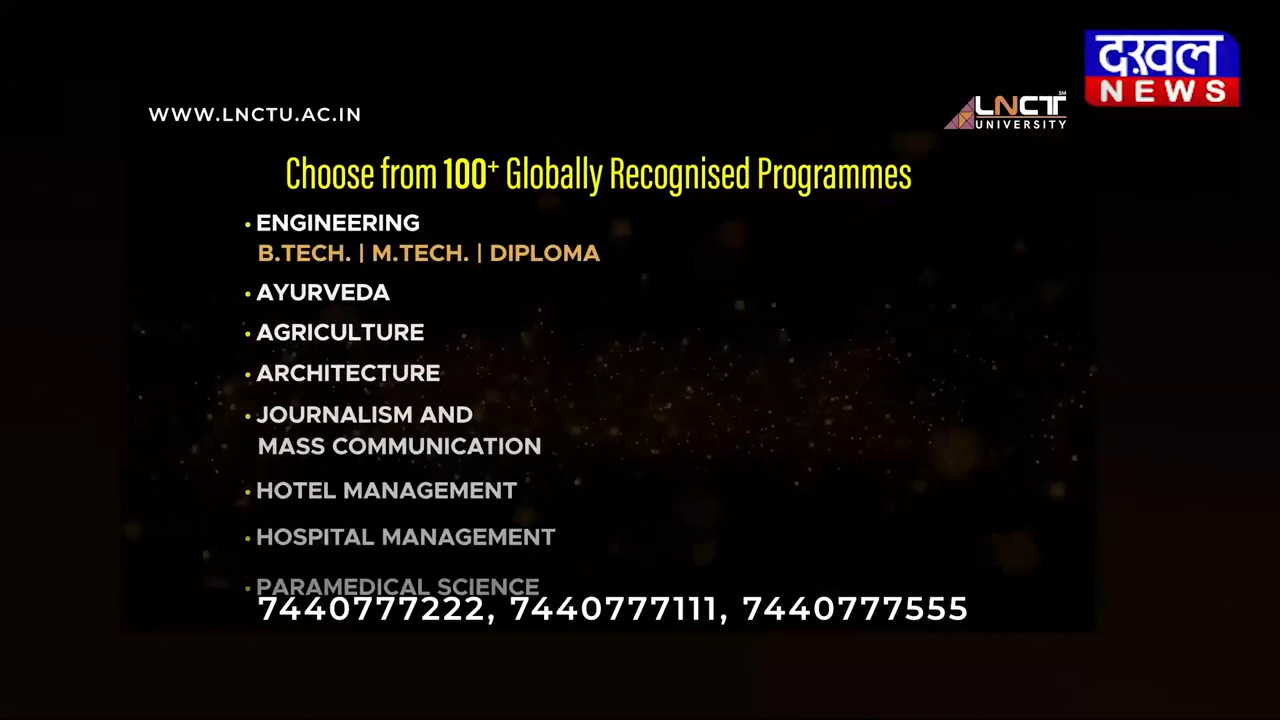 दख़ल
NEWS
WWW.LNCTU.AC.IN
LNCT SM
UNIVERSITY
Choose from 100+ Globally Recognised Programmes
• ENGINEERING
B.TECH. | M.TECH. | DIPLOMA
• AYURVEDA
• AGRICULTURE
• ARCHITECTURE
• JOURNALISM AND
MASS COMMUNICATION
• HOTEL MANAGEMENT
• HOSPITAL MANAGEMENT
• PARAMEDICAL SCIENCE
7440777222, 7440777111, 7440777555